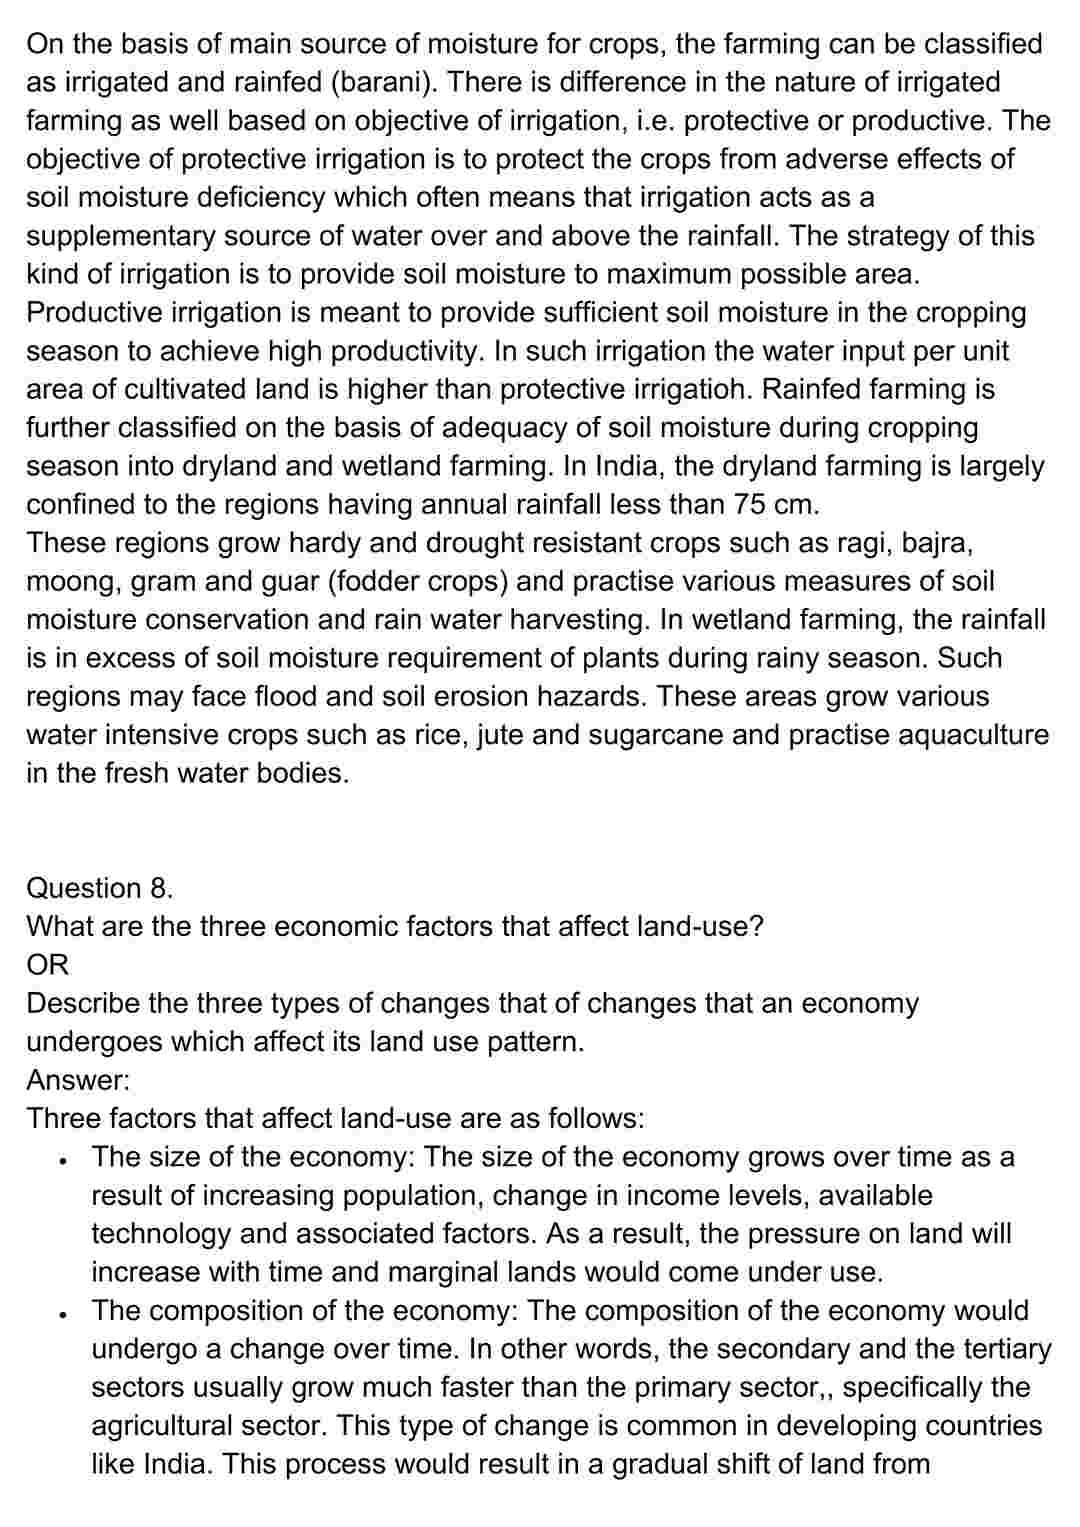 On the basis of main source of moisture for crops, the farming can be classified
as irrigated and rainfed (barani). There is difference in the nature of irrigated
farming as well based on objective of irrigation, i.e. protective or productive. The
objective of protective irrigation is to protect the crops from adverse effects of
soil moisture deficiency which often means that irrigation acts as a
supplementary source of water over and above the rainfall. The strategy of this
kind of irrigation is to provide soil moisture to maximum possible area.
Productive irrigation is meant to provide sufficient soil moisture in the cropping
season to achieve high productivity. In such irrigation the water input per unit
area of cultivated land is higher than protective irrigatioh. Rainfed farming is
further classified on the basis of adequacy of soil moisture during cropping
season into dryland and wetland farming. In India, the dryland farming is largely
confined to the regions having annual rainfall less than 75 cm.
These regions grow hardy and drought resistant crops such as ragi, bajra,
moong, gram and guar (fodder crops) and practise various measures of soil
moisture conservation and rain water harvesting. In wetland farming, the rainfall
is in excess of soil moisture requirement of plants during rainy season. Such
regions may face flood and soil erosion hazards. These areas grow various
water intensive crops such as rice, jute and sugarcane and practise aquaculture
in the fresh water bodies.
Question 8.
What are the three economic factors that affect land-use?
OR
Describe the three types of changes that of changes that an economy
undergoes which affect its land use pattern.
Answer:
Three factors that affect land-use are as follows:
• The size of the economy: The size of the economy grows over time as a
result of increasing population, change in income levels, available
technology and associated factors. As a result, the pressure on land will
increase with time and marginal lands would come under use.
• The composition of the economy: The composition of the economy would
undergo a change over time. In other words, the secondary and the tertiary
sectors usually grow much faster than the primary sector,, specifically the
agricultural sector. This type of change is common in developing countries
like India. This process would result in a gradual shift of land from